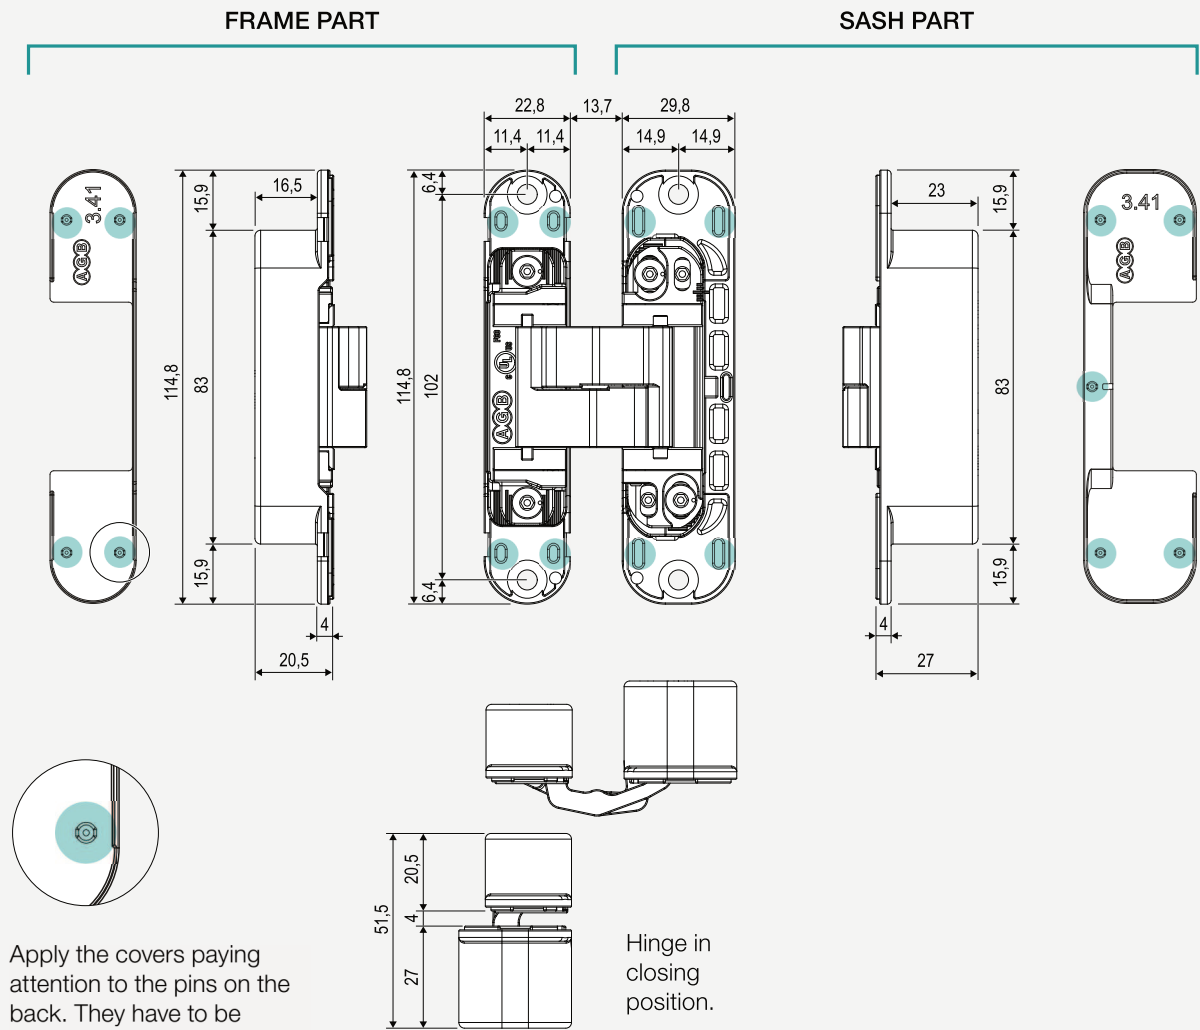 FRAME PART
SASH PART
22,8
13,7
29,8
11,4
11,4
14,9
14,9
3.41
AGB
114,8
15,9
83
15,9
16,5
4
20,5
114,8
6,4
102
6,4
AGB
UL
C
US
23
15,9
83
15,9
4
27
3.41
AGB
51,5
20,5
4
27
Apply the covers paying
attention to the pins on the
back. They have to be
Hinge in
closing
position.